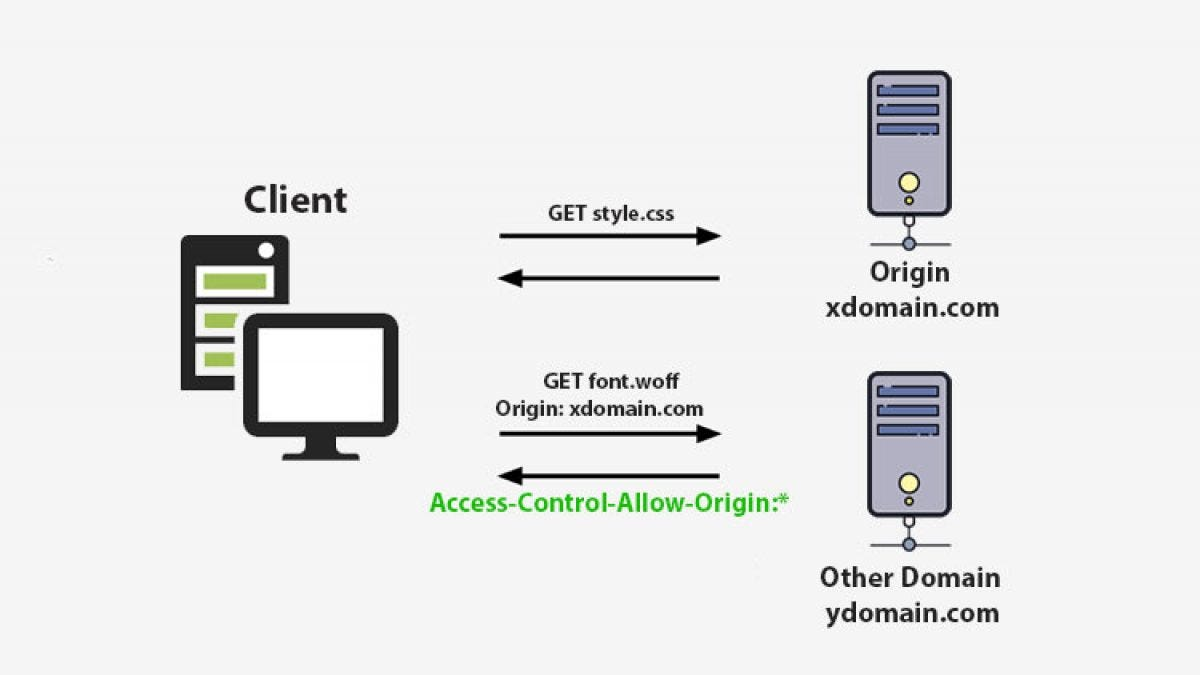 Client
GET style.css
Origin
xdomain.com
GET font.woff
Origin: xdomain.com
Access-Control-Allow-Origin:*
Other Domain
ydomain.com